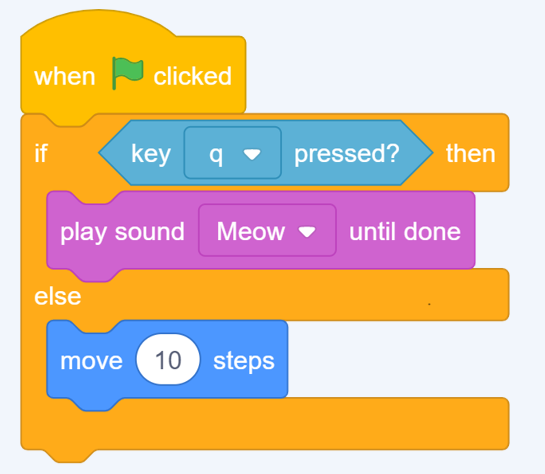 when clicked
if key q pressed? then
play sound Meow until done
else
move 10 steps